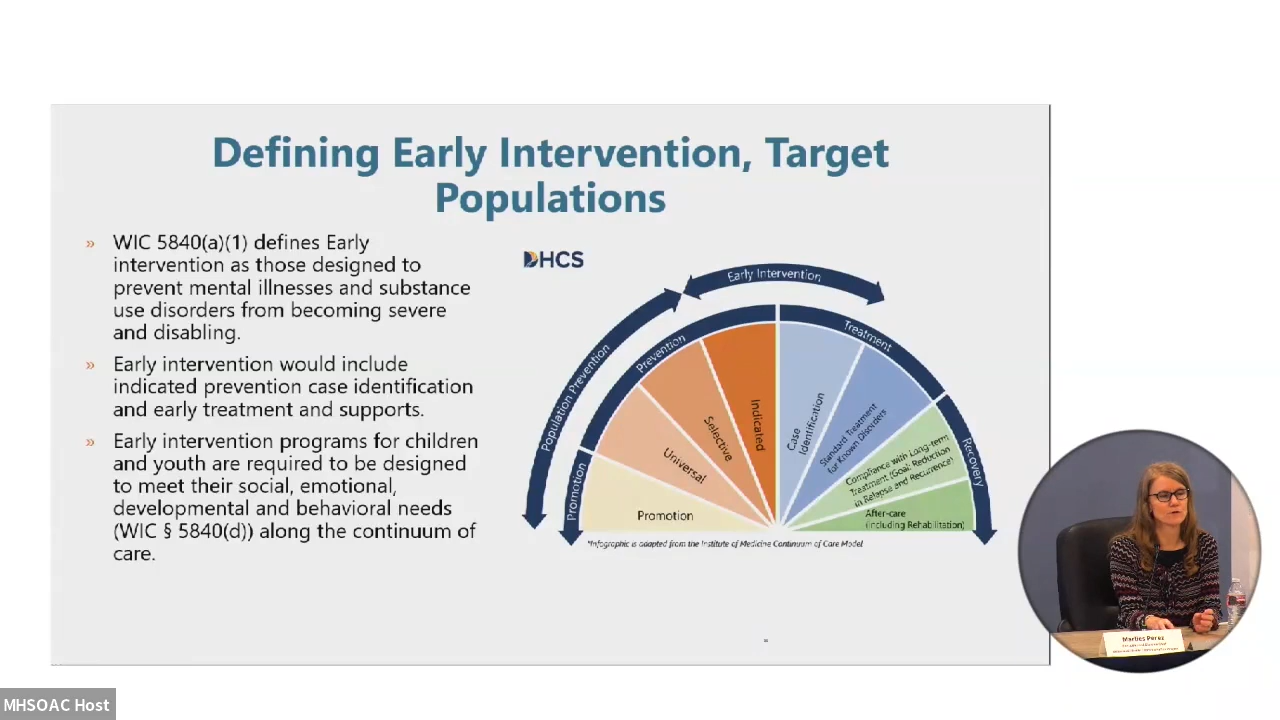 Defining Early Intervention, Target
Populations
» WIC 5840(a)(1) defines Early
intervention as those designed to
prevent mental illnesses and substance
use disorders from becoming severe
and disabling.
» Early intervention would include
indicated prevention case identification
and early treatment and supports.
» Early intervention programs for children
and youth are required to be designed
to meet their social, emotional,
developmental and behavioral needs
(WIC § 5840(d)) along the continuum of
care.
DHCS
Early Intervention
Population Prevention
Prevention
Treatment
Promotion
Recovery
Promotion
Universal
Selective
Indicated
Case
Identification
Standard Treatment
for Known Disorders
Compliance with Long-term
Treatment (Goal: Reduction
in Relapse and Recurrence)
After-care
(Including Rehabilitation)
*Infographic is adapted from the Institute of Medicine Continuum of Care Model
Marlies Perez
MHSOAC Host